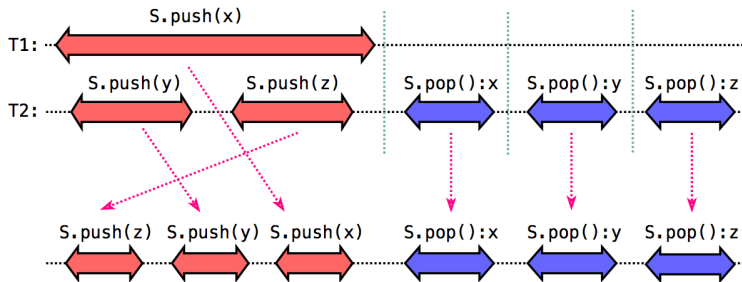 S.push(x)
T1:
S.push(y) S.push(z) S.pop():x S.pop():y S.pop():z
T2:
S.push(z) S.push(y) S.push(x) S.pop():x S.pop():y S.pop():z